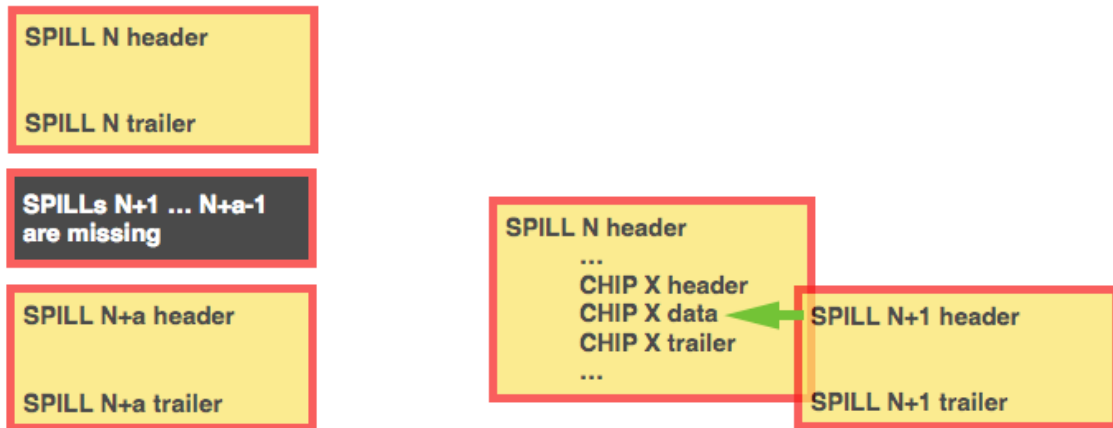 SPILL N header
SPILL N trailer
SPILLs N+1 ... N+a-1
are missing
SPILL N+a header
SPILL N+a trailer
SPILL N header
...
CHIP X header
CHIP X data
CHIP X trailer
...
SPILL N+1 header
SPILL N+1 trailer